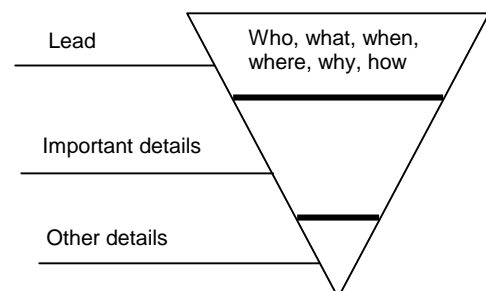 Lead
Who, what, when,
where, why, how
Important details
Other details